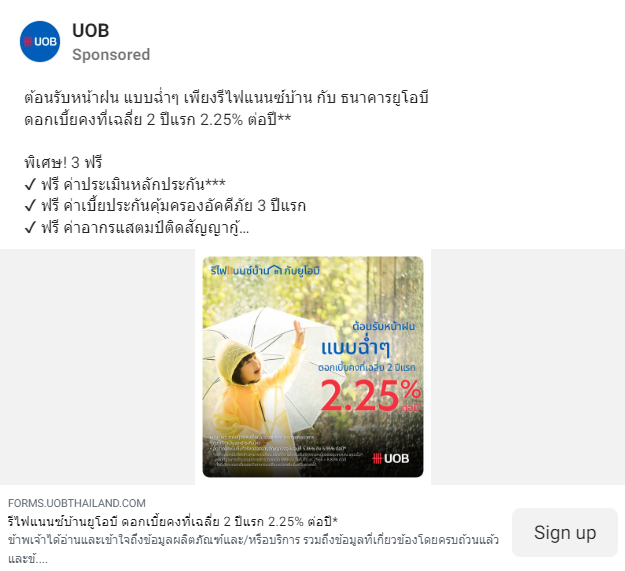 UOB
UOB
Sponsored
ต้อนรับหน้าฝน แบบฉ่ำๆ เพียงรีไฟแนนซ์บ้าน กับ ธนาคารยูโอบี
ดอกเบี้ยคงที่เฉลี่ย 2 ปีแรก 2.25% ต่อปี**
พิเศษ! 3 ฟรี
✓ ฟรี ค่าประเมินหลักประกัน***
✓ ฟรี ค่าเบี้ยประกันคุ้มครองอัคคีภัย 3 ปีแรก
✓ ฟรี ค่าอากรแสตมป์ติดสัญญากู้...
รีไฟแนนซ์บ้าน กับยูโอบี
ต้อนรับหน้าฝน
แบบฉ่ำๆ
ดอกเบี้ยคงที่เฉลี่ย 2 ปีแรก
2.25%
ต่อปี
UOB
FORMS.UOBTHAILAND.COM
รีไฟแนนซ์บ้านยูโอบี ดอกเบี้ยคงที่เฉลี่ย 2 ปีแรก 2.25% ต่อปี*
ข้าพเจ้าได้อ่านและเข้าใจถึงข้อมูลผลิตภัณฑ์และ/หรือบริการ รวมถึงข้อมูลที่เกี่ยวข้องโดยครบถ้วนแล้ว
และข้....
Sign up